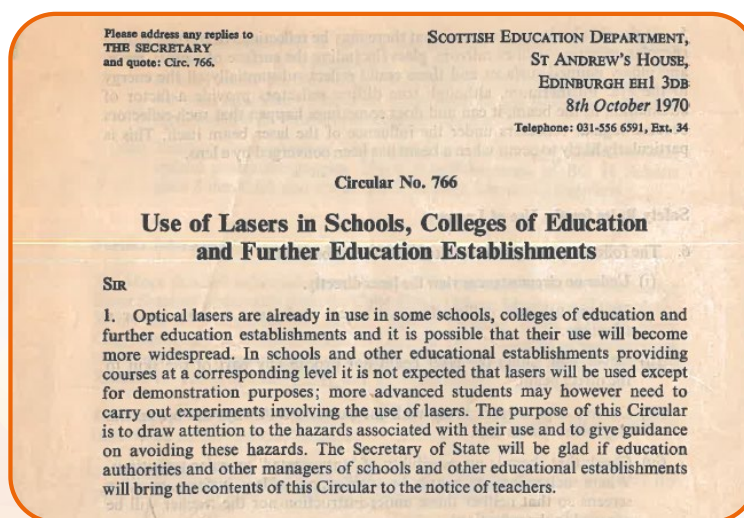 Please address any replies to
THE SECRETARY
and quote: Circ. 766.
SCOTTISH EDUCATION DEPARTMENT,
ST ANDREW'S HOUSE,
EDINBURGH EH1 3DB
8th October 1970
Telephone: 031-556 6591, Ext. 34
Circular No. 766
Use of Lasers in Schools, Colleges of Education
and Further Education Establishments
SIR
1. Optical lasers are already in use in some schools, colleges of education and
further education establishments and it is possible that their use will become
more widespread. In schools and other educational establishments providing
courses at a corresponding level it is not expected that lasers will be used except
for demonstration purposes; more advanced students may however need to
carry out experiments involving the use of lasers. The purpose of this Circular
is to draw attention to the hazards associated with their use and to give guidance
on avoiding these hazards. The Secretary of State will be glad if education
authorities and other managers of schools and other educational establishments
will bring the contents of this Circular to the notice of teachers.